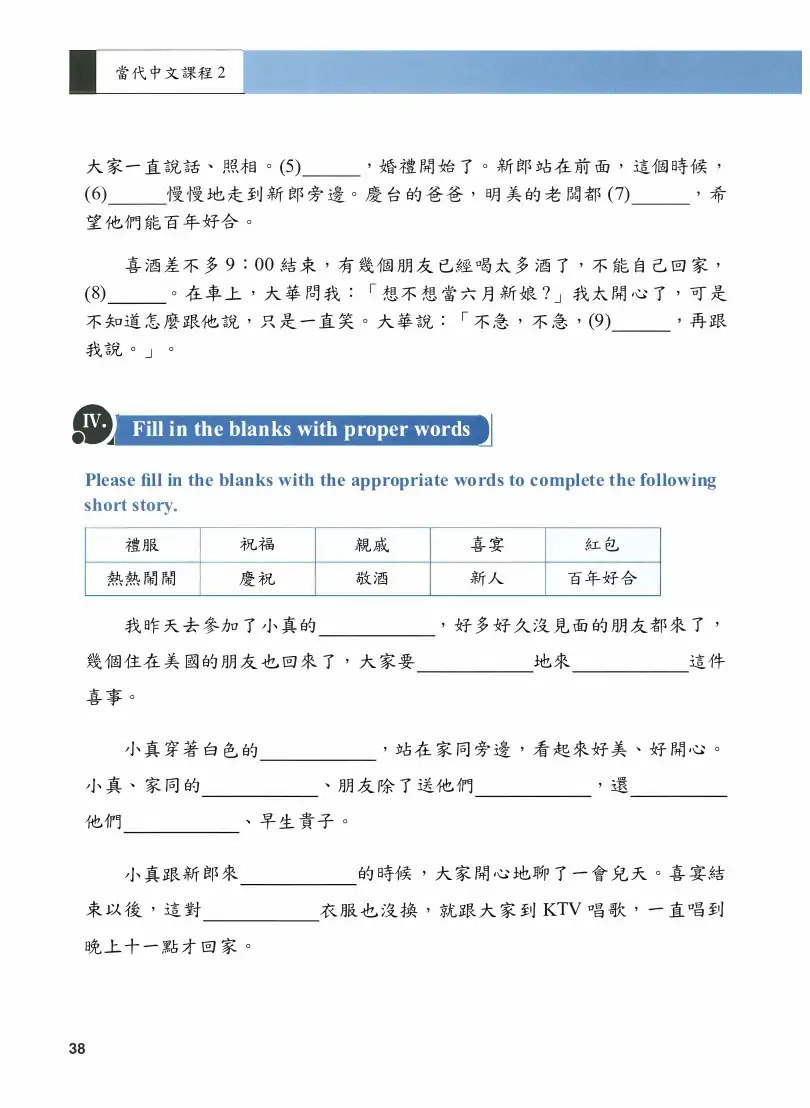 當代中文課程 2
大家一直說話、照相。(5)______，婚禮開始了。新郎站在前面，這個時候，
(6)______慢慢地走到新郎旁邊。慶台的爸爸，明美的老闆都 (7)______，希
望他們能百年好合。
喜酒差不多 9：00 結束，有幾個朋友已經喝太多酒了，不能自己回家，
(8)______。在車上，大華問我：「想不想當六月新娘？」我太開心了，可是
不知道怎麼跟他說，只是一直笑。大華說：「不急，不急，(9)______，再跟
我說。」。
IV. Fill in the blanks with proper words
Please fill in the blanks with the appropriate words to complete the following
short story.
禮服 祝福 親戚 喜宴 紅包
熱熱鬧鬧 慶祝 敬酒 新人 百年好合
我昨天去參加了小真的____________，好多好久沒見面的朋友都來了，
幾個住在美國的朋友也回來了，大家要____________地來____________這件
喜事。
小真穿著白色的____________，站在家同旁邊，看起來好美、好開心。
小真、家同的____________、朋友除了送他們____________，還__________
他們____________、早生貴子。
小真跟新郎來____________的時候，大家開心地聊了一會兒天。喜宴結
束以後，這對____________衣服也沒換，就跟大家到 KTV 唱歌，一直唱到
晚上十一點才回家。
38